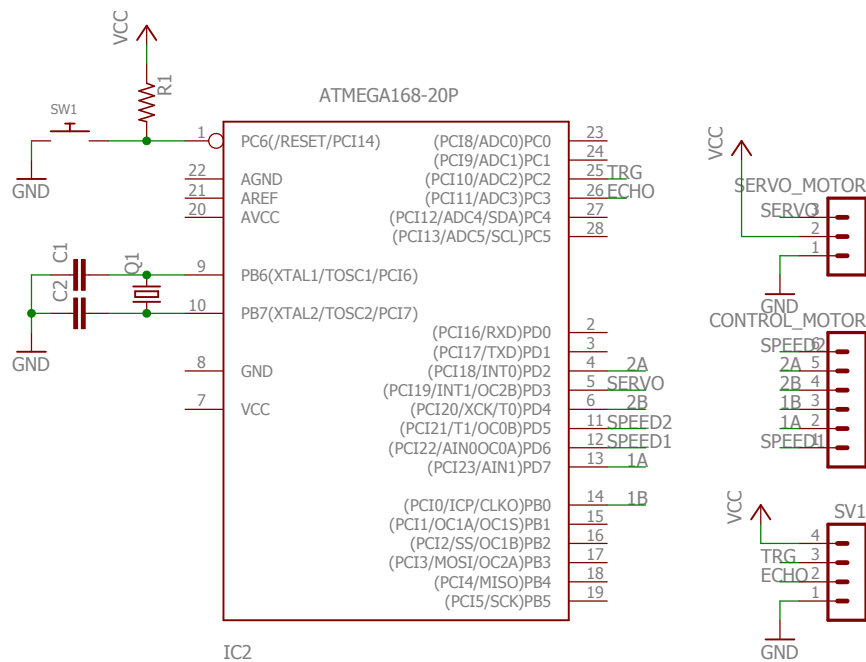 VCC
R1
SW1
GND
ATMEGA168-20P
1 PC6(/RESET/PCI14)
22 AGND
21 AREF
20 AVCC
C1
C2
Q1
GND
9 PB6(XTAL1/TOSC1/PCI6)
10 PB7(XTAL2/TOSC2/PCI7)
8 GND
7 VCC
(PCI8/ADC0)PC0 23
(PCI9/ADC1)PC1 24
(PCI10/ADC2)PC2 25 TRG
(PCI11/ADC3)PC3 26 ECHO
(PCI12/ADC4/SDA)PC4 27
(PCI13/ADC5/SCL)PC5 28
(PCI16/RXD)PD0 2
(PCI17/TXD)PD1 3
(PCI18/INT0)PD2 4 2A
(PCI19/INT1/OC2B)PD3 5 SERVO
(PCI20/XCK/T0)PD4 6 2B
(PCI21/T1/OC0B)PD5 11 SPEED2
(PCI22/AIN0OC0A)PD6 12 SPEED1
(PCI23/AIN1)PD7 13 1A
(PCI0/ICP/CLKO)PB0 14 1B
(PCI1/OC1A/OC1S)PB1 15
(PCI2/SS/OC1B)PB2 16
(PCI3/MOSI/OC2A)PB3 17
(PCI4/MISO)PB4 18
(PCI5/SCK)PB5 19
IC2
VCC
SERVO_MOTOR
SERVO 3
2
1
GND
CONTROL_MOTOR
SPEED2 6
2A 5
2B 4
1B 3
1A 2
SPEED1 1
VCC
SV1
4
TRG 3
ECHO 2
1
GND